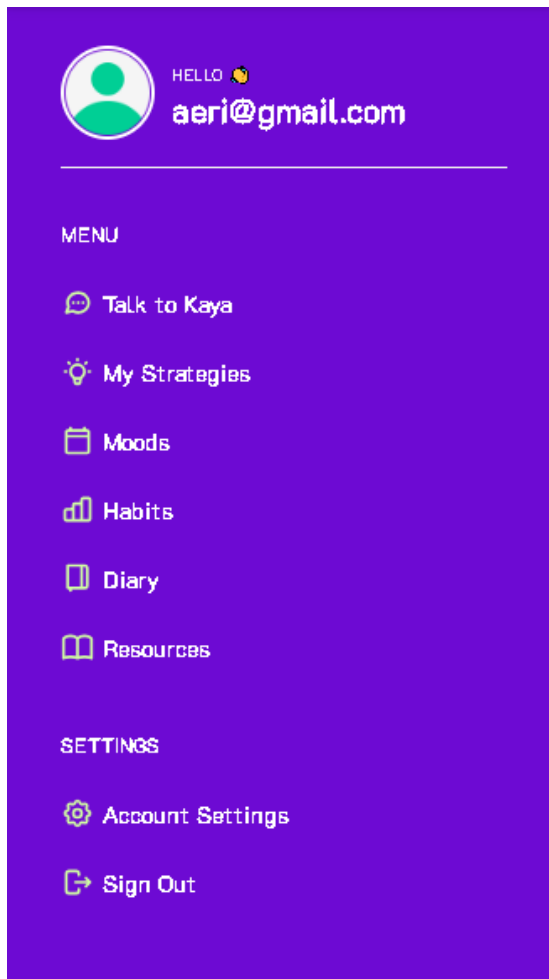 HELLO 👋
aeri@gmail.com
MENU
Talk to Kaya
My Strategies
Moods
Habits
Diary
Resources
SETTINGS
Account Settings
Sign Out